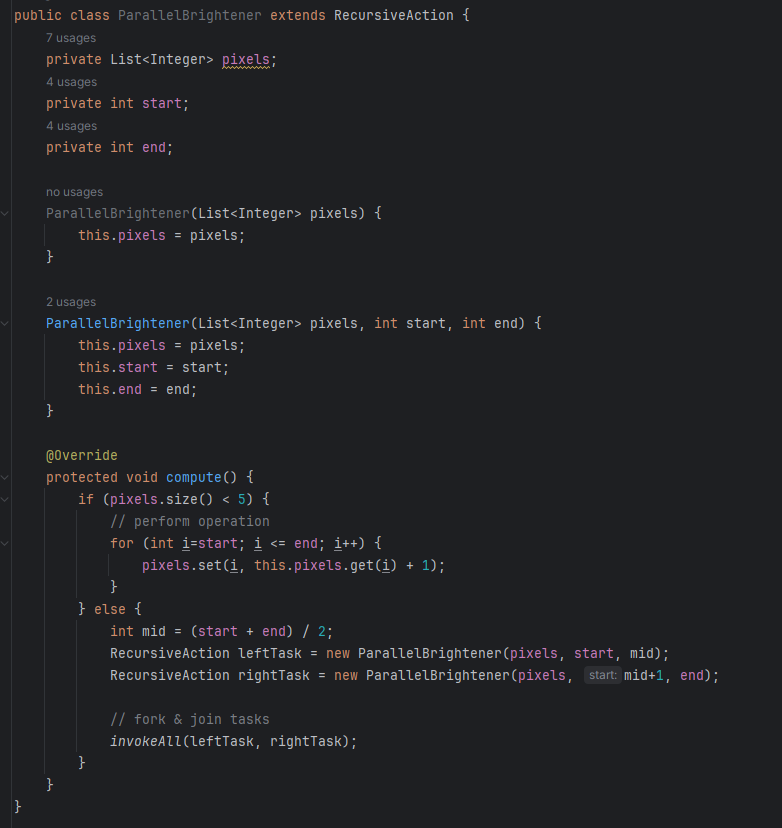 public class ParallelBrightener extends RecursiveAction {
7 usages
private List<Integer> pixels;
4 usages
private int start;
4 usages
private int end;
no usages
ParallelBrightener(List<Integer> pixels) {
this.pixels = pixels;
}
2 usages
ParallelBrightener(List<Integer> pixels, int start, int end) {
this.pixels = pixels;
this.start = start;
this.end = end;
}
@Override
protected void compute() {
if (pixels.size() < 5) {
// perform operation
for (int i=start; i <= end; i++) {
pixels.set(i, this.pixels.get(i) + 1);
}
} else {
int mid = (start + end) / 2;
RecursiveAction leftTask = new ParallelBrightener(pixels, start, mid);
RecursiveAction rightTask = new ParallelBrightener(pixels, start: mid+1, end);
// fork & join tasks
invokeAll(leftTask, rightTask);
}
}
}